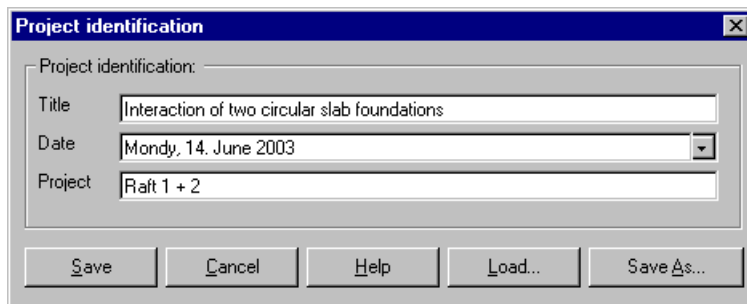 Project identification
Project identification:
Title Interaction of two circular slab foundations
Date Mondy, 14. June 2003
Project Raft 1 + 2
Save Cancel Help Load... Save As...